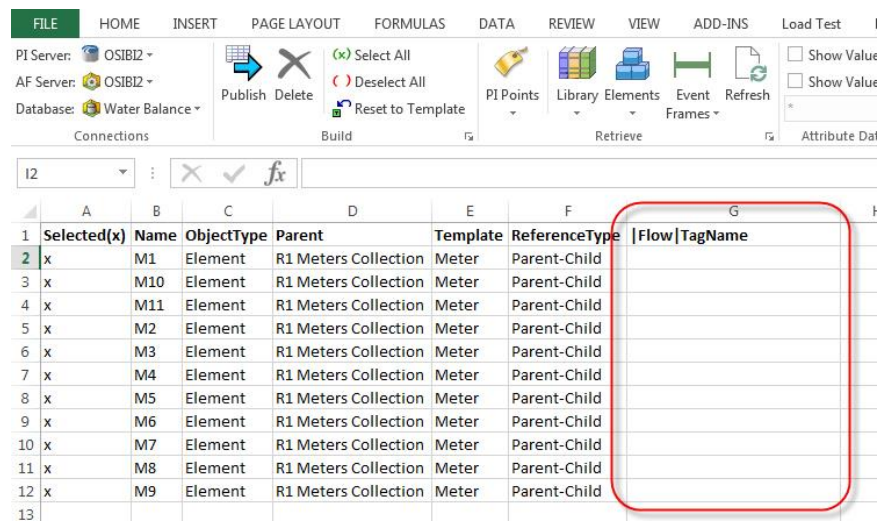 FILE HOME INSERT PAGE LAYOUT FORMULAS DATA REVIEW VIEW ADD-INS Load Test
PI Server: OSIBI2
AF Server: OSIBI2
Database: Water Balance
Connections
Publish Delete
(x) Select All
( ) Deselect All
Reset to Template
Build
PI Points Library Elements Event Frames Refresh
Retrieve
Show Value
Show Value
*
Attribute Dat
I2 fx
A B C D E F G
1 Selected(x) Name ObjectType Parent Template ReferenceType |Flow|TagName
2 x M1 Element R1 Meters Collection Meter Parent-Child
3 x M10 Element R1 Meters Collection Meter Parent-Child
4 x M11 Element R1 Meters Collection Meter Parent-Child
5 x M2 Element R1 Meters Collection Meter Parent-Child
6 x M3 Element R1 Meters Collection Meter Parent-Child
7 x M4 Element R1 Meters Collection Meter Parent-Child
8 x M5 Element R1 Meters Collection Meter Parent-Child
9 x M6 Element R1 Meters Collection Meter Parent-Child
10 x M7 Element R1 Meters Collection Meter Parent-Child
11 x M8 Element R1 Meters Collection Meter Parent-Child
12 x M9 Element R1 Meters Collection Meter Parent-Child
13